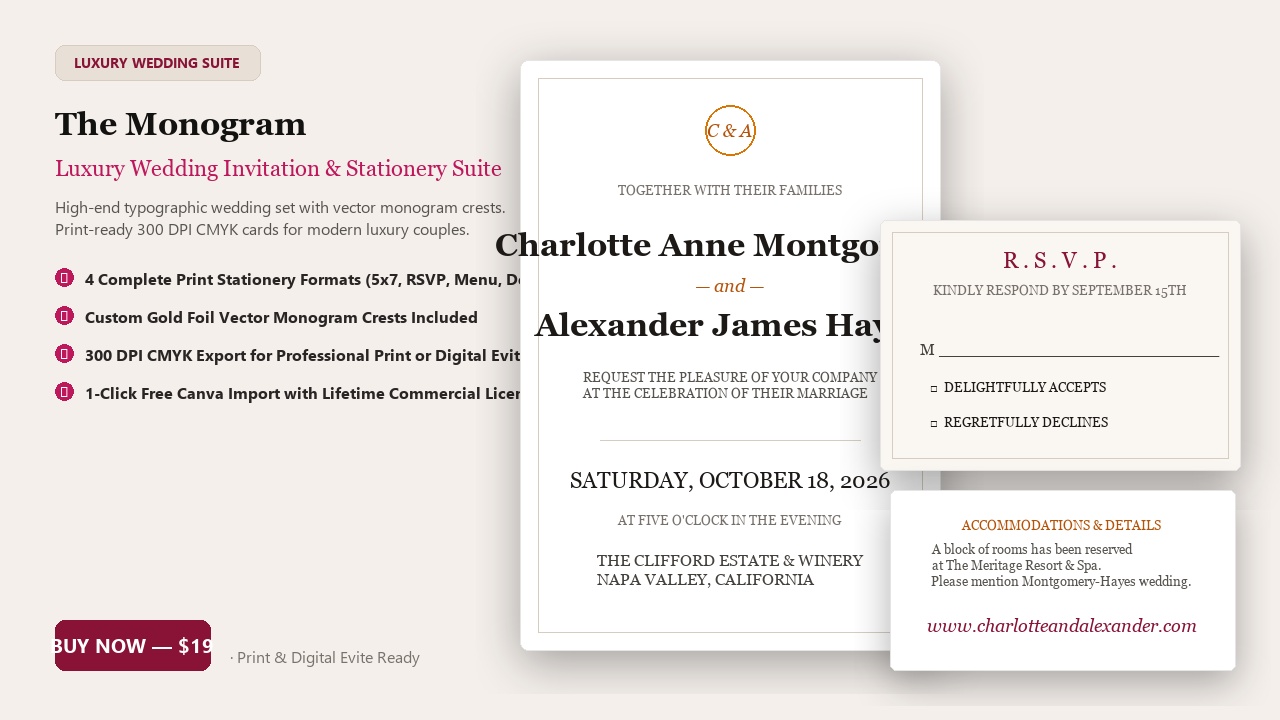 LUXURY WEDDING SUITE
The Monogram
Luxury Wedding Invitation & Stationery Suite
High-end typographic wedding set with vector monogram crests.
Print-ready 300 DPI CMYK cards for modern luxury couples.
4 Complete Print Stationery Formats (5x7, RSVP, Menu,
Custom Gold Foil Vector Monogram Crests Included
300 DPI CMYK Export for Professional Print or Digital
1-Click Free Canva Import with Lifetime Commercial
BUY NOW — $19
· Print & Digital Evite Ready
C & A
TOGETHER WITH THEIR FAMILIES
Charlotte Anne
— and —
Alexander James
REQUEST THE PLEASURE OF YOUR COMPANY
AT THE CELEBRATION OF THEIR MARRIAGE
SATURDAY, OCTOBER 18, 2026
AT FIVE O'CLOCK IN THE EVENING
THE CLIFFORD ESTATE & WINERY
NAPA VALLEY, CALIFORNIA
R.S.V.P.
KINDLY RESPOND BY SEPTEMBER 15TH
M
DELIGHTFULLY ACCEPTS
REGRETFULLY DECLINES
ACCOMMODATIONS & DETAILS
A block of rooms has been reserved
at The Meritage Resort & Spa.
Please mention Montgomery-Hayes wedding.
www.charlotteandalexander.com